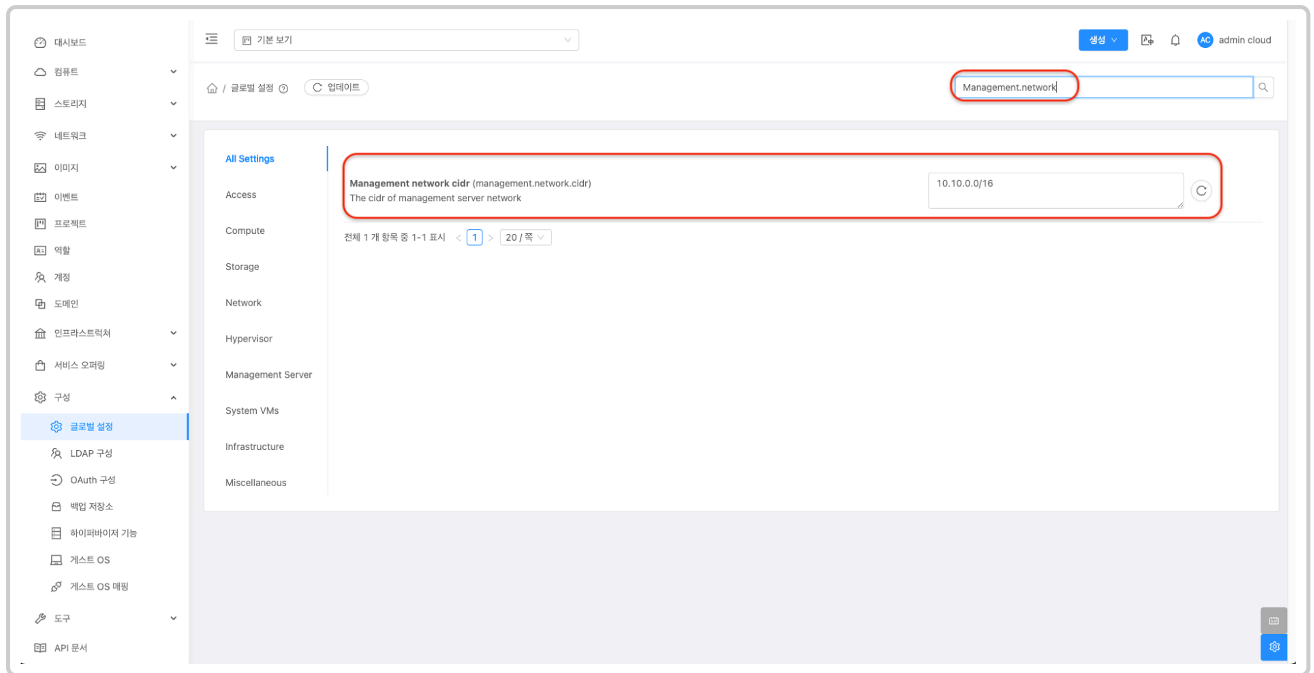 대시보드
컴퓨트
스토리지
네트워크
이미지
이벤트
프로젝트
역할
계정
도메인
인프라스트럭쳐
서비스 오퍼링
구성
글로벌 설정
LDAP 구성
OAuth 구성
백업 저장소
하이퍼바이저 기능
게스트 OS
게스트 OS 매핑
도구
API 문서
기본 보기
생성
AC admin cloud
/ 글로벌 설정
업데이트
Management.network
All Settings
Access
Compute
Storage
Network
Hypervisor
Management Server
System VMs
Infrastructure
Miscellaneous
Management network cidr (management.network.cidr)
The cidr of management server network
10.10.0.0/16
전체 1 개 항목 중 1-1 표시 < 1 > 20 / 쪽